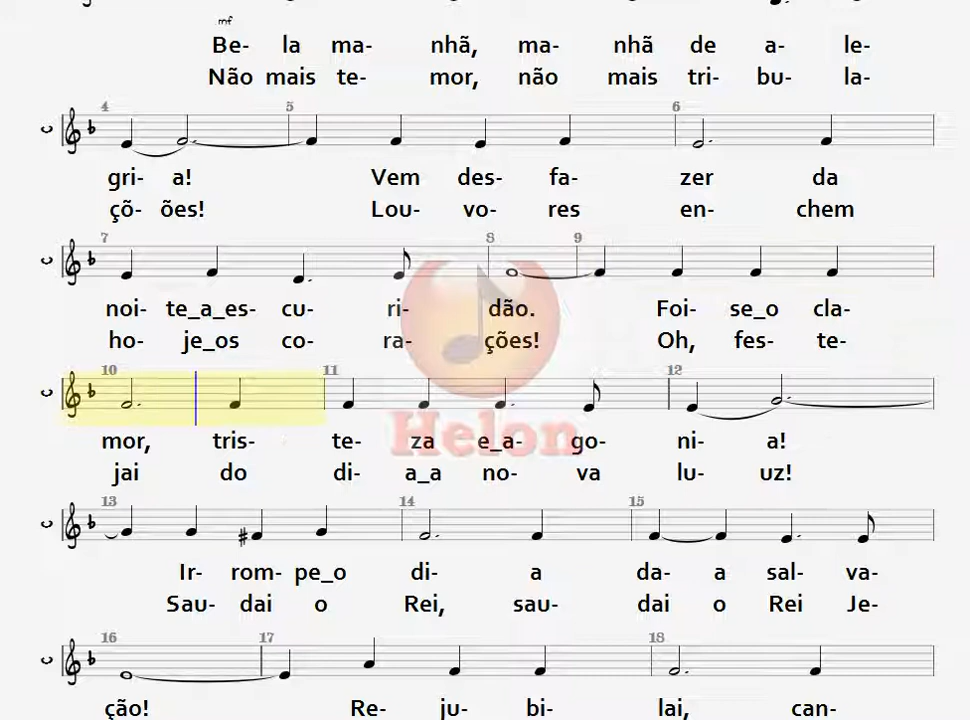 mf
Be- la ma- nhã, ma- nhã de a- le-
Não mais te- mor, não mais tri- bu- la-
4 5 6
gri- a! Vem des- fa- zer da
çõ- ões! Lou- vo- res en- chem
7 8 9
noi- te_a_es- cu- ri- dão. Foi- se_o cla-
ho- je_os co- ra- ções! Oh, fes- te-
10 11 12
mor, tris- te- za e_a- go- ni- a!
jai do di- a_a no- va lu- uz!
Helon
13 14 15
Ir- rom- pe_o di- a da- a sal- va-
Sau- dai o Rei, sau- dai o Rei Je-
16 17 18
ção! Re- ju- bi- lai, can-